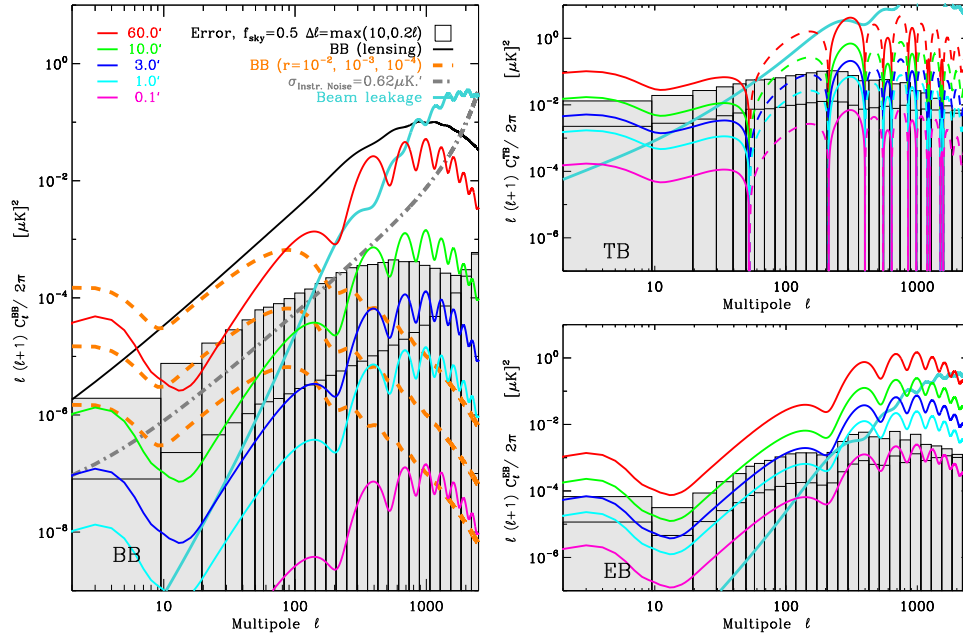 60.0' Error, f_sky=0.5 Δℓ=max(10,0.2ℓ)
10.0' BB (lensing)
3.0' BB (r=10^-2, 10^-3, 10^-4)
1.0' σ_Instr. Noise=0.62μK.'
0.1' Beam leakage
ℓ (ℓ+1) C_ℓ^BB/ 2π [μK]^2
10^0
10^-2
10^-4
10^-6
10^-8
BB
10 100 1000
Multipole ℓ
ℓ (ℓ+1) C_ℓ^TB/ 2π [μK]^2
10^0
10^-2
10^-4
10^-6
TB
10 100 1000
Multipole ℓ
ℓ (ℓ+1) C_ℓ^EB/ 2π [μK]^2
10^0
10^-2
10^-4
10^-6
EB
10 100 1000
Multipole ℓ